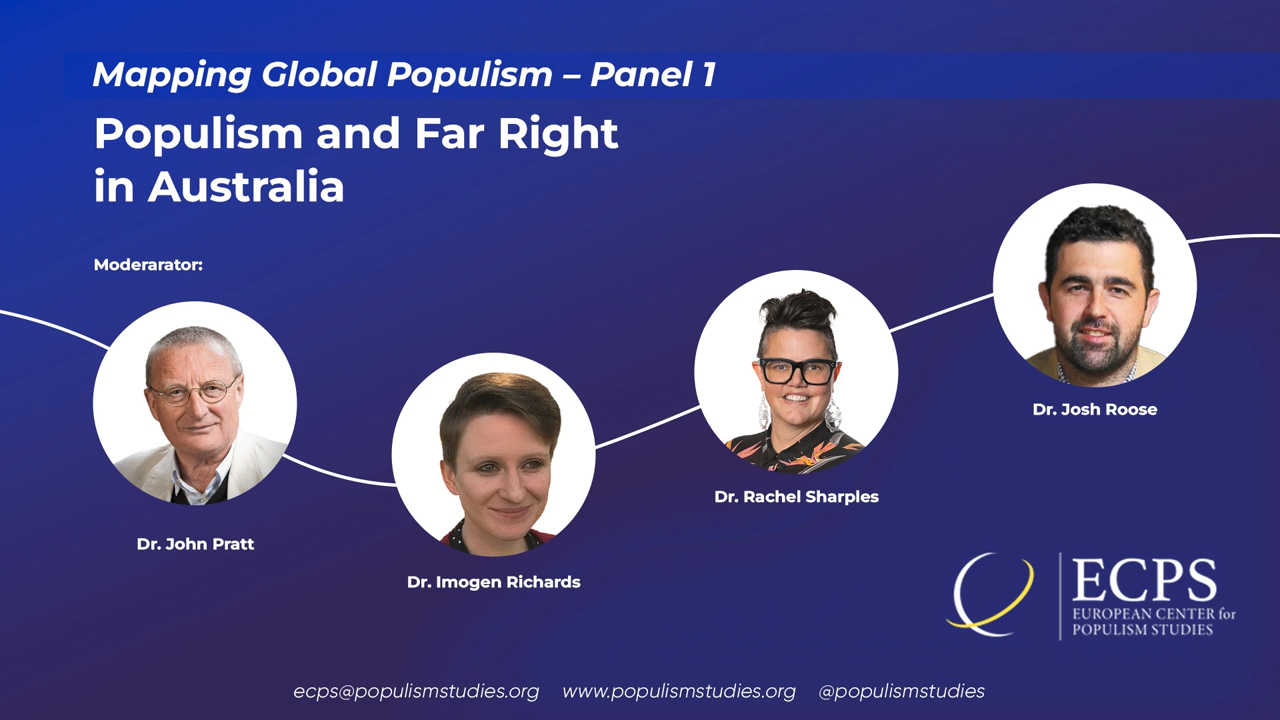 Mapping Global Populism – Panel 1
Populism and Far Right
in Australia
Moderarator:
Dr. John Pratt
Dr. Imogen Richards
Dr. Rachel Sharples
Dr. Josh Roose
ECPS
EUROPEAN CENTER for
POPULISM STUDIES
ecps@populismstudies.org www.populismstudies.org @populismstudies